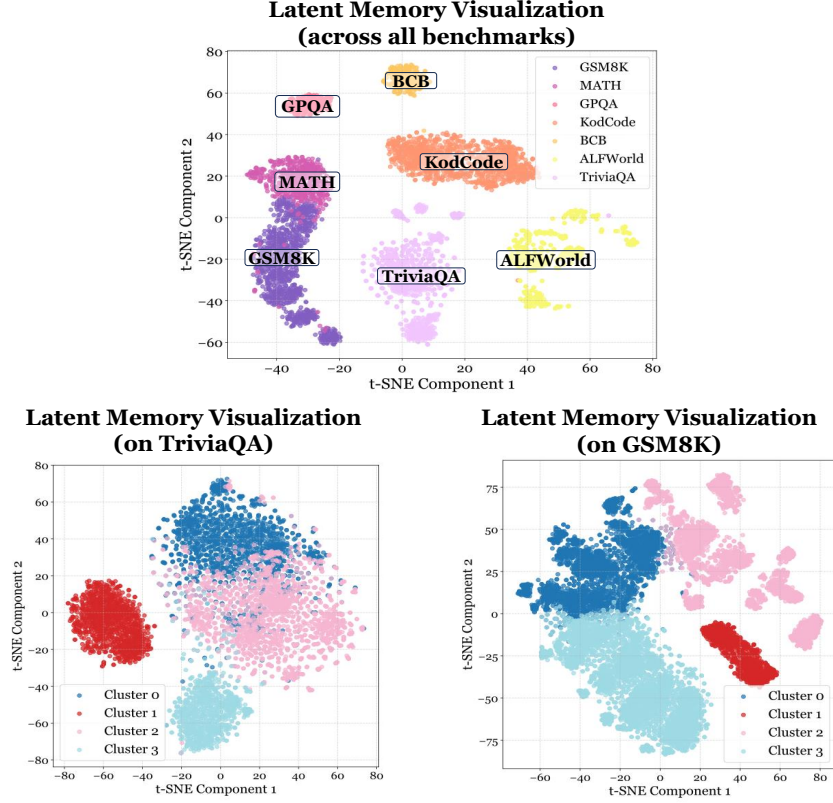 Latent Memory Visualization
(across all benchmarks)
t-SNE Component 2
80
60
40
20
0
−20
−40
−60
BCB
GPQA
KodCode
MATH
GSM8K
TriviaQA
ALFWorld
GSM8K
MATH
GPQA
KodCode
BCB
ALFWorld
TriviaQA
−40
−20
0
20
40
60
80
t-SNE Component 1
Latent Memory Visualization
(on TriviaQA)
t-SNE Component 2
80
60
40
20
0
−20
−40
−60
−80
Cluster 0
Cluster 1
Cluster 2
Cluster 3
−80
−60
−40
−20
0
20
40
60
80
t-SNE Component 1
Latent Memory Visualization
(on GSM8K)
t-SNE Component 2
75
50
25
0
−25
−50
−75
Cluster 0
Cluster 1
Cluster 2
Cluster 3
−60
−40
−20
0
20
40
60
80
t-SNE Component 1